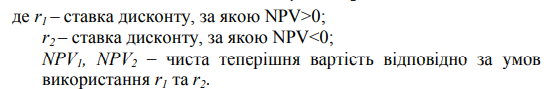 де r1 – ставка дисконту, за якою NPV>0;
r2 – ставка дисконту, за якою NPV<0;
NPV1, NPV2 – чиста теперішня вартість відповідно за умов
використання r1 та r2.